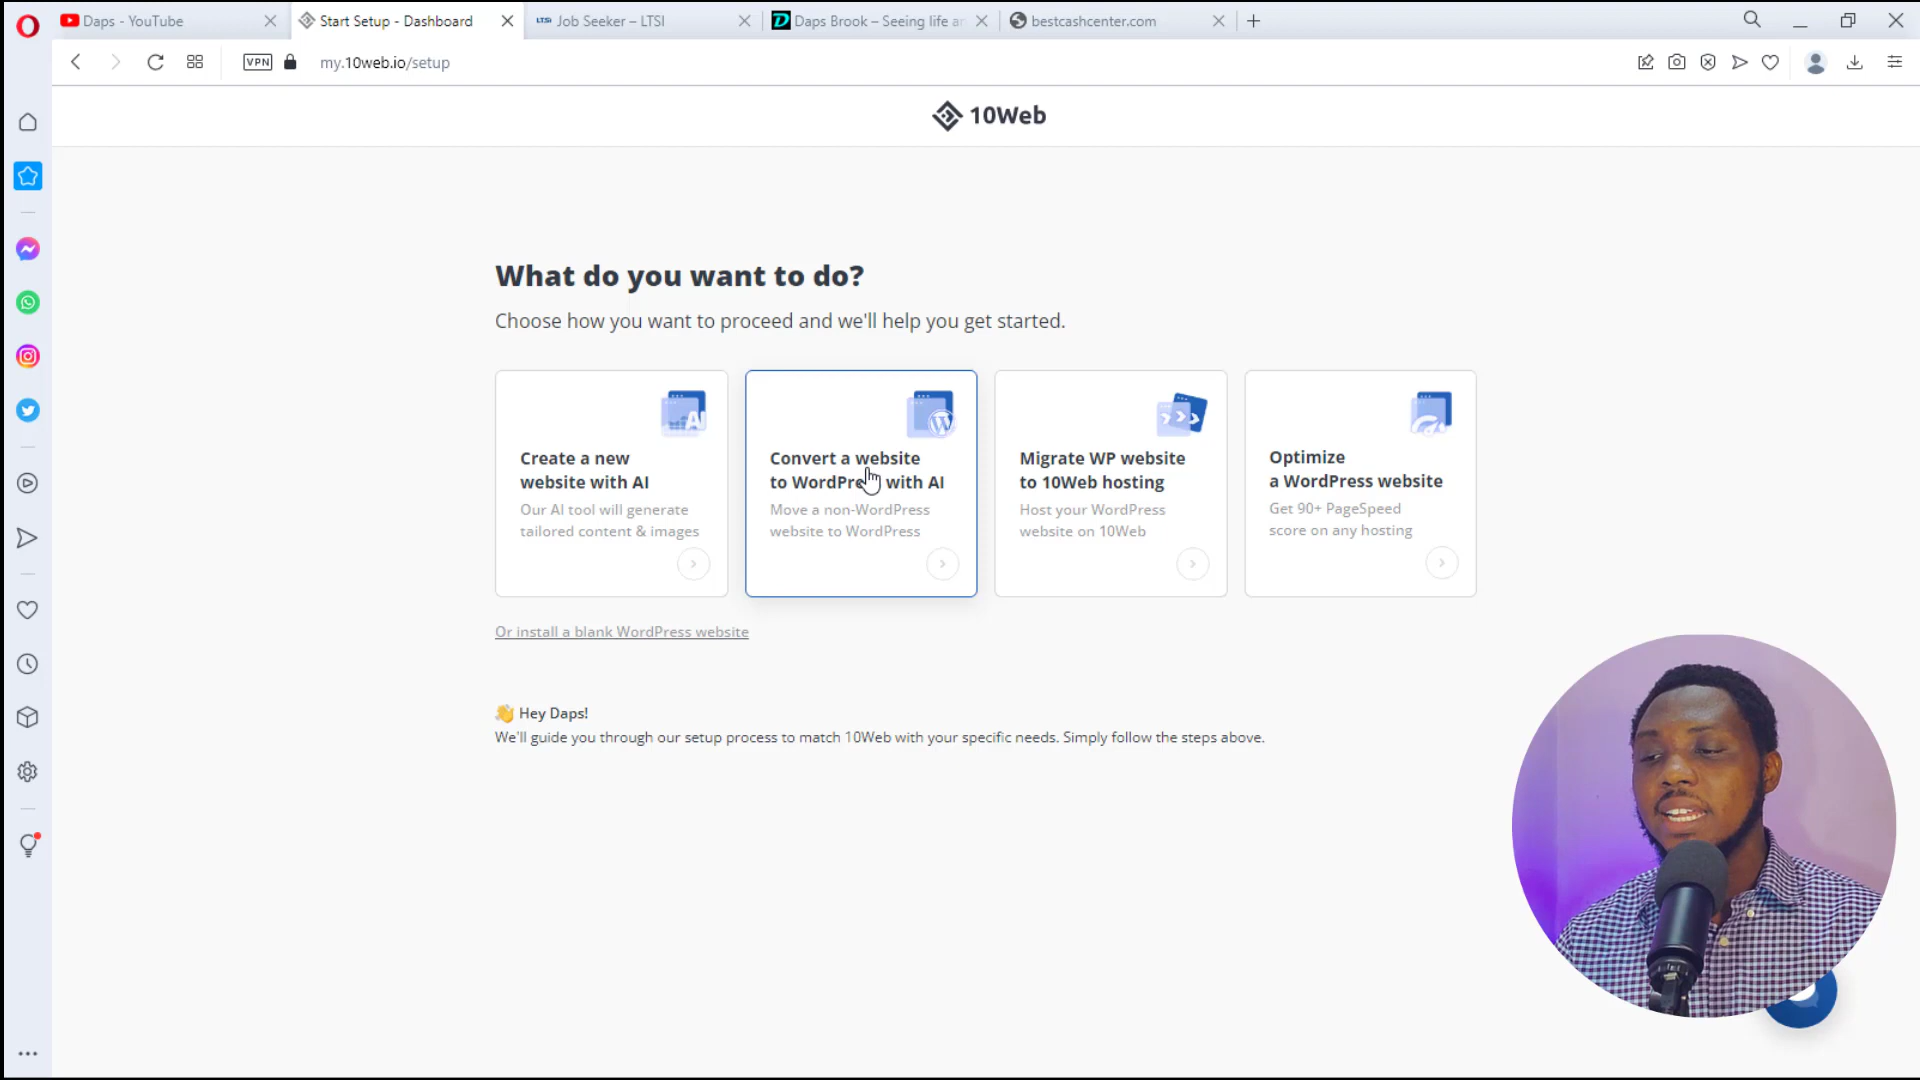 Daps - YouTube
Start Setup - Dashboard
LTSI Job Seeker – LTSI
Daps Brook – Seeing life a
bestcashcenter.com
VPN
my.10web.io/setup
10Web
What do you want to do?
Choose how you want to proceed and we'll help you get started.
AI
Create a new
website with AI
Our AI tool will generate
tailored content & images
Convert a website
to WordPress with AI
Move a non-WordPress
website to WordPress
Migrate WP website
to 10Web hosting
Host your WordPress
website on 10Web
Optimize
a WordPress website
Get 90+ PageSpeed
score on any hosting
Or install a blank WordPress website
👋 Hey Daps!
We'll guide you through our setup process to match 10Web with your specific needs. Simply follow the steps above.